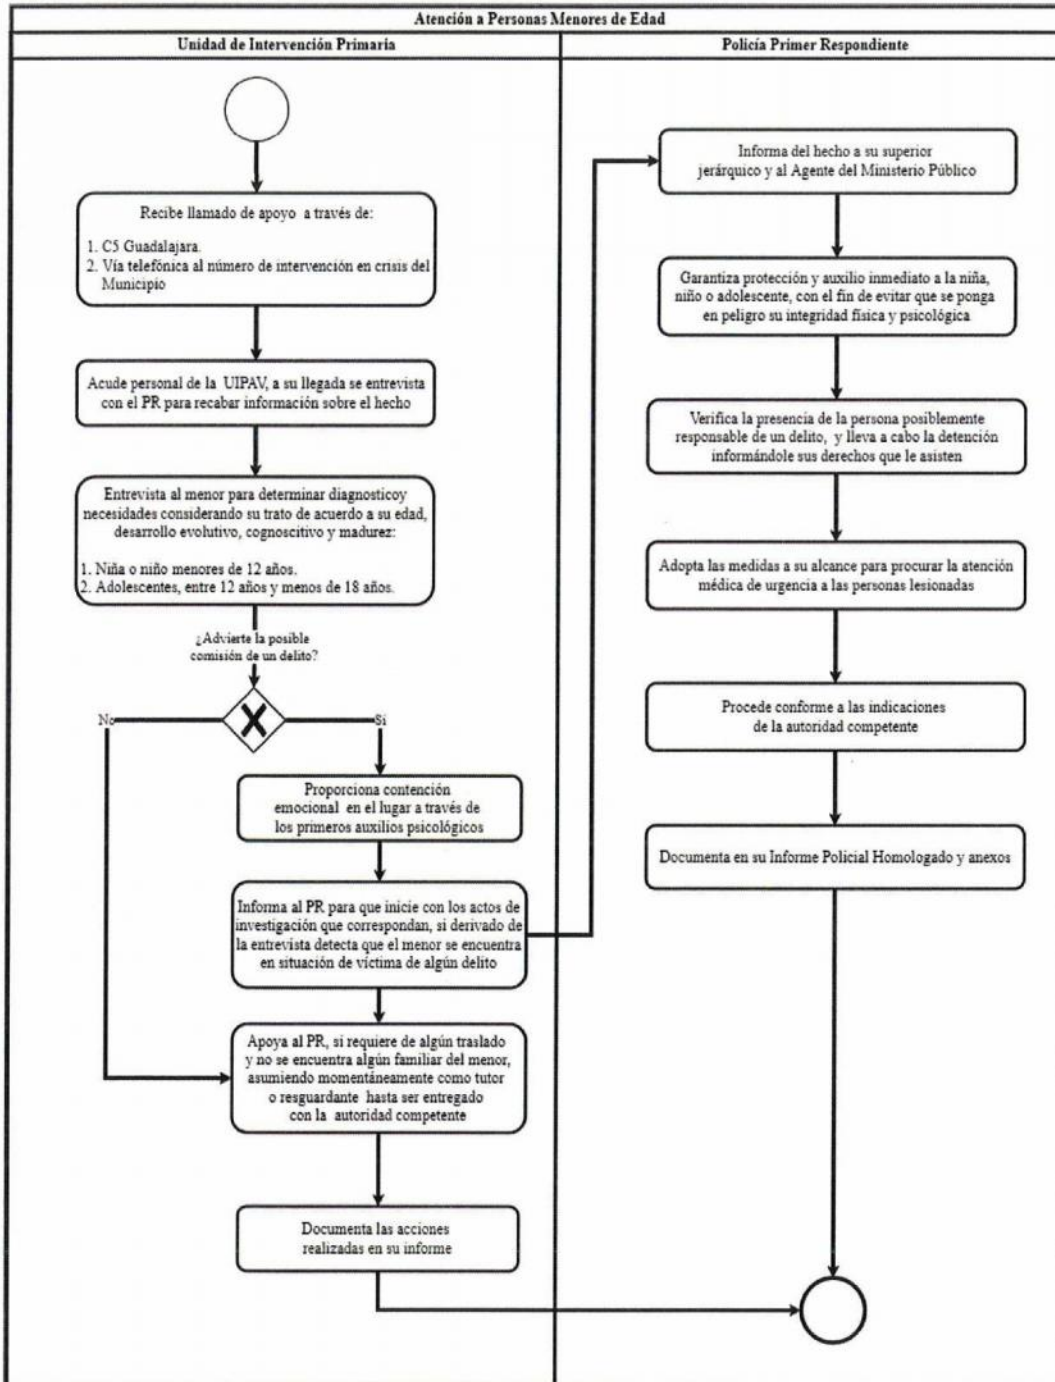 Atención a Personas Menores de Edad
Unidad de Intervención Primaria
Policía Primer Respondiente
Recibe llamado de apoyo a través de:
1. C5 Guadalajara.
2. Vía telefónica al número de intervención en crisis del
Municipio
Acude personal de la UIPAV, a su llegada se entrevista
con el PR para recabar información sobre el hecho
Entrevista al menor para determinar diagnosticoy
necesidades considerando su trato de acuerdo a su edad,
desarrollo evolutivo, cognoscitivo y madurez:
1. Niña o niño menores de 12 años.
2. Adolescentes, entre 12 años y menos de 18 años.
¿Advierte la posible
comisión de un delito?
No
Si
Proporciona contención
emocional en el lugar a través de
los primeros auxilios psicológicos
Informa al PR para que inicie con los actos de
investigación que correspondan, si derivado de
la entrevista detecta que el menor se encuentra
en situación de víctima de algún delito
Apoya al PR, si requiere de algún traslado
y no se encuentra algún familiar del menor,
asumiendo momentáneamente como tutor
o resguardante hasta ser entregado
con la autoridad competente
Documenta las acciones
realizadas en su informe
Informa del hecho a su superior
jerárquico y al Agente del Ministerio Público
Garantiza protección y auxilio inmediato a la niña,
niño o adolescente, con el fin de evitar que se ponga
en peligro su integridad física y psicológica
Verifica la presencia de la persona posiblemente
responsable de un delito, y lleva a cabo la detención
informándole sus derechos que le asisten
Adopta las medidas a su alcance para procurar la atención
médica de urgencia a las personas lesionadas
Procede conforme a las indicaciones
de la autoridad competente
Documenta en su Informe Policial Homologado y anexos